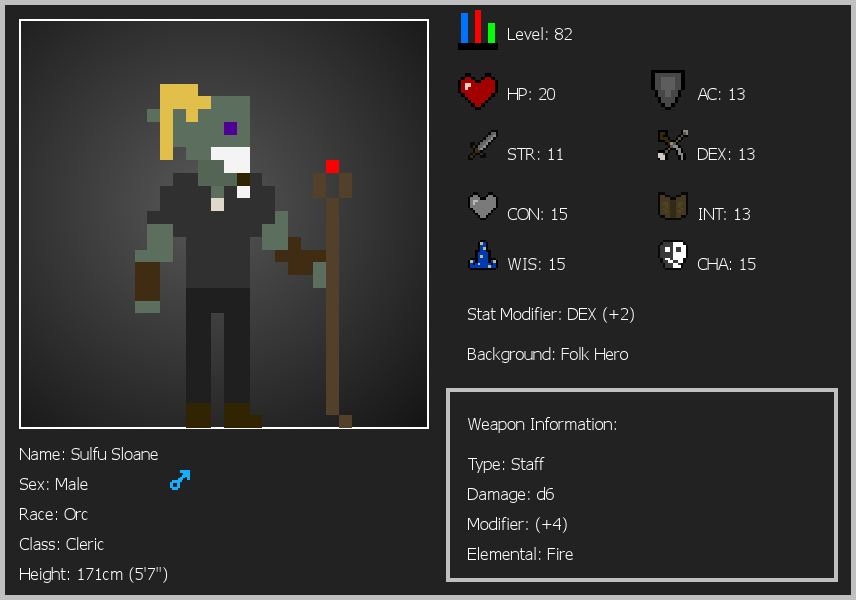 Level: 82
HP: 20
AC: 13
STR: 11
DEX: 13
CON: 15
INT: 13
WIS: 15
CHA: 15
Stat Modifier: DEX (+2)
Background: Folk Hero
Weapon Information:
Type: Staff
Damage: d6
Modifier: (+4)
Elemental: Fire
Name: Sulfu Sloane
Sex: Male
Race: Orc
Class: Cleric
Height: 171cm (5'7")